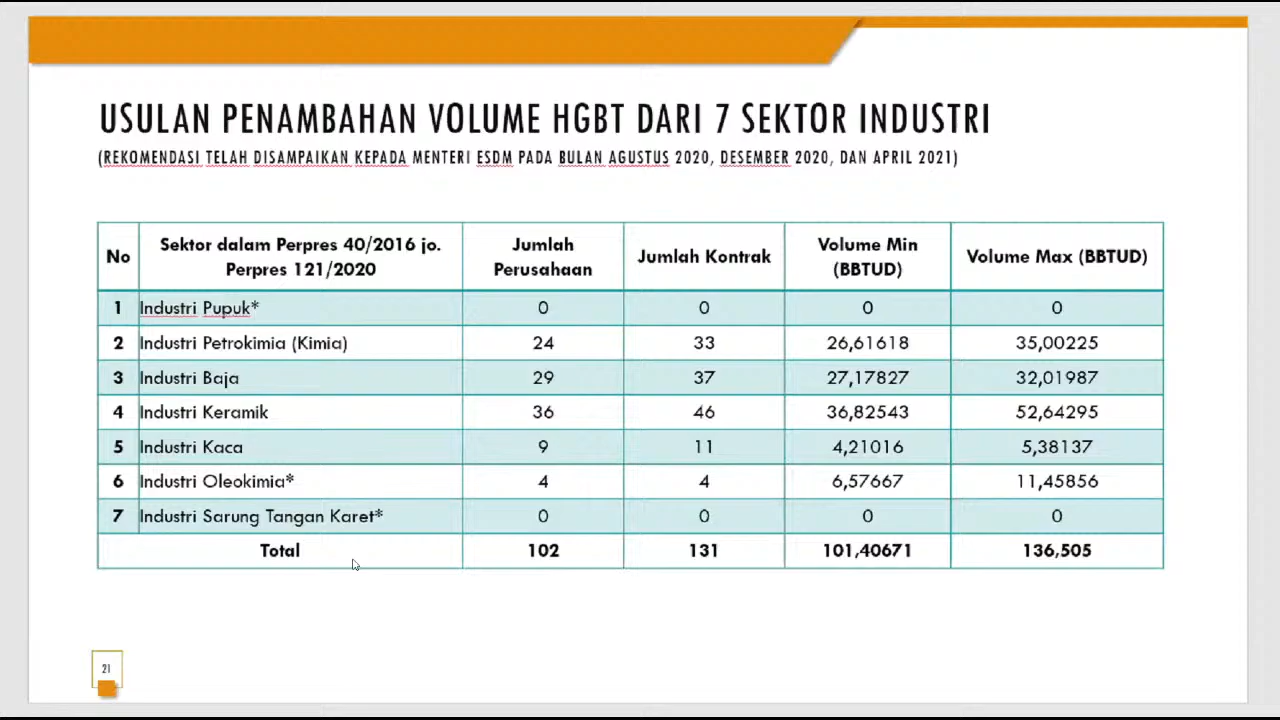 USULAN PENAMBAHAN VOLUME HGBT DARI 7 SEKTOR INDUSTRI
(REKOMENDASI TELAH DISAMPAIKAN KEPADA MENTERI ESDM PADA BULAN AGUSTUS 2020, DESEMBER 2020, DAN APRIL 2021)
No Sektor dalam Perpres 40/2016 jo. Perpres 121/2020 Jumlah Perusahaan Jumlah Kontrak Volume Min (BBTUD) Volume Max (BBTUD)
1 Industri Pupuk* 0 0 0 0
2 Industri Petrokimia (Kimia) 24 33 26,61618 35,00225
3 Industri Baja 29 37 27,17827 32,01987
4 Industri Keramik 36 46 36,82543 52,64295
5 Industri Kaca 9 11 4,21016 5,38137
6 Industri Oleokimia* 4 4 6,57667 11,45856
7 Industri Sarung Tangan Karet* 0 0 0 0
Total 102 131 101,40671 136,505
21